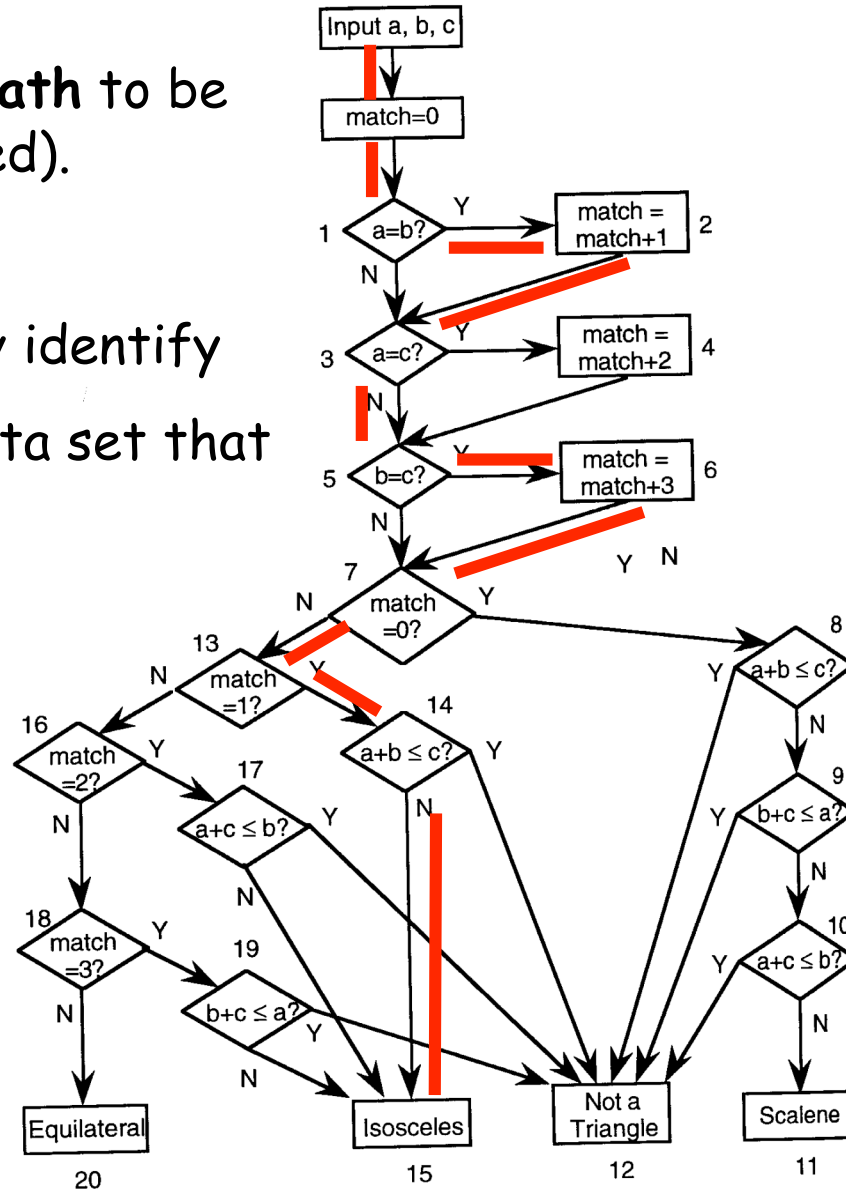 Input a, b, c
ath to be
match=0
ed).
Y
1
a=b?
match =
match+1
2
N
y identify
Y
3
a=c?
match =
match+2
4
N
ta set that
Y
5
b=c?
match =
match+3
6
N
Y N
7
N
match
=0?
Y
8
a+b ≤ c?
Y
N
13
N
match
=1?
Y
14
a+b ≤ c?
Y
N
16
match
=2?
Y
N
17
a+c ≤ b?
Y
N
9
b+c ≤ a?
Y
N
18
match
=3?
Y
N
19
b+c ≤ a?
Y
N
10
a+c ≤ b?
Y
N
Equilateral
20
Isosceles
15
Not a
Triangle
12
Scalene
11